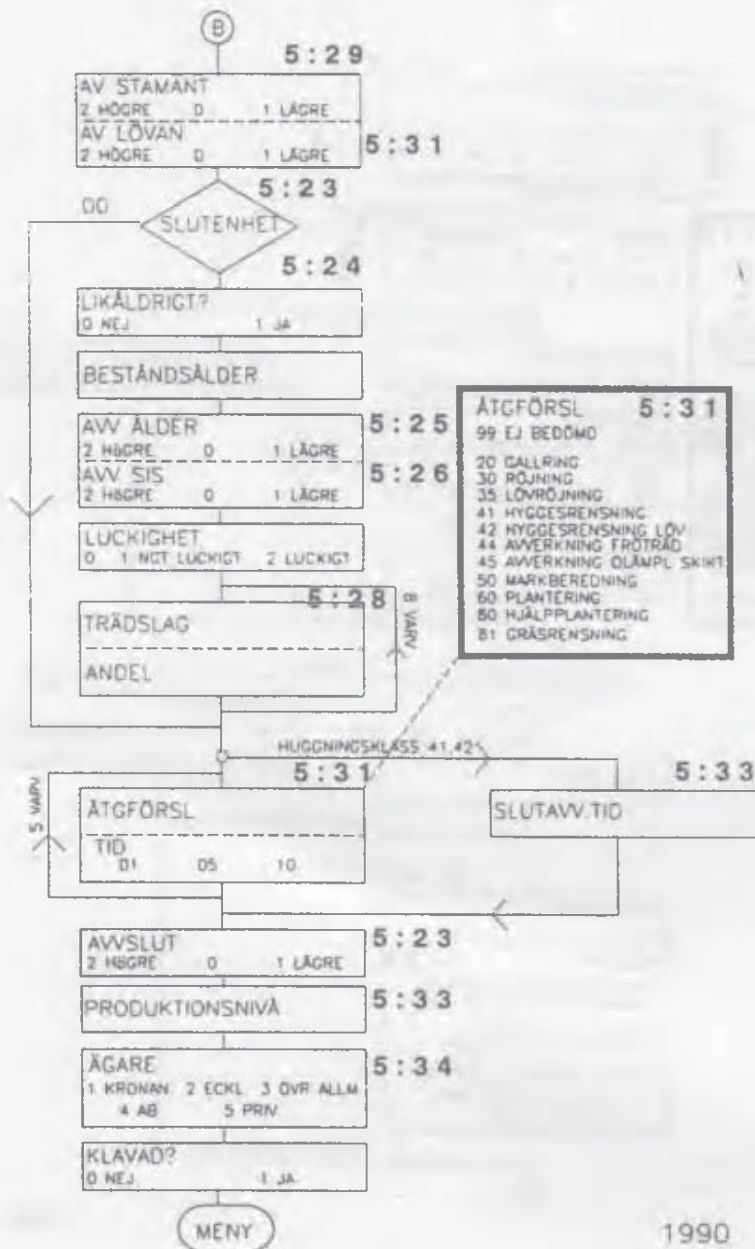 B
5:29
AV STAMANT
2 HÖGRE 0 1 LÄGRE
AV LÖVAN
2 HÖGRE 0 1 LÄGRE
5:31
5:23
00
SLUTENHET
5:24
LIKÅLDRIGT?
0 NEJ 1 JA
BESTÅNDSÅLDER
AVV ÅLDER
5:25
2 HÖGRE 0 1 LÄGRE
AVV SIS
5:26
2 HÖGRE 0 1 LÄGRE
LUCKIGHET
0 1 NGT LUCKIGT 2 LUCKIGT
5:28
TRÄDSLAG
ANDEL
8 VARV
ÅTGFÖRSL 5:31
99 EJ BEDÖMD
20 GALLRING
30 RÖJNING
35 LÖVRÖJNING
41 HYGGESRENSNING
42 HYGGESRENSNING LÖV
44 AVVERKNING FRÖTRÄD
45 AVVERKNING OLÄMPL SKIKT
50 MARKBEREDNING
60 PLANTERING
80 HJÄLPPLANTERING
81 GRÄSRENSNING
HUGGNINGSKLASS 41,42
5:31
5 VARV
ÅTGFÖRSL
TID
01 05 10
5:33
SLUTAVV.TID
AVVSLUT
5:23
2 HÖGRE 0 1 LÄGRE
PRODUKTIONSNIVÅ
5:33
ÄGARE
5:34
1 KRONAN 2 ECKL 3 ÖVR ALLM
4 AB 5 PRIV
KLAVAD?
0 NEJ 1 JA
MENY
1990